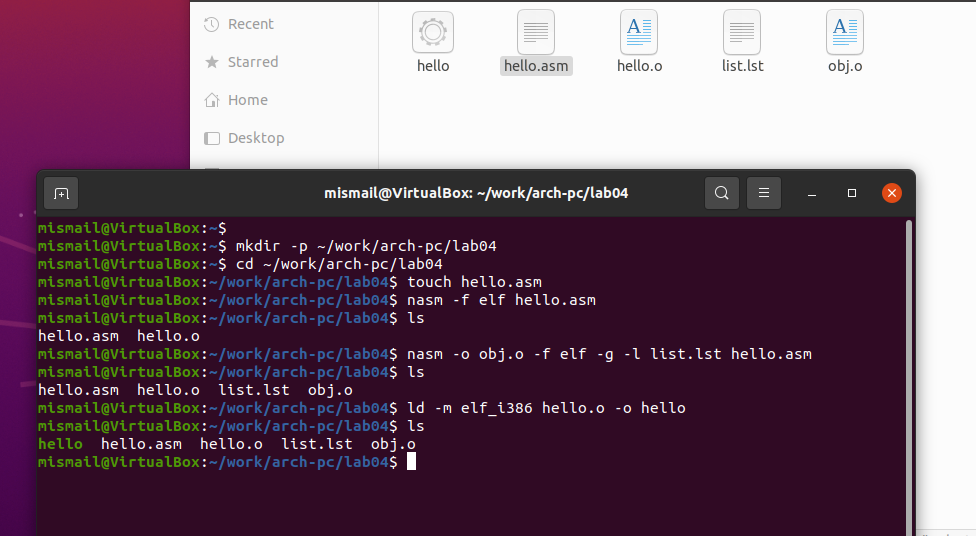 Recent
Starred
Home
Desktop
hello
hello.asm
hello.o
list.lst
obj.o
mismail@VirtualBox: ~/work/arch-pc/lab04
mismail@VirtualBox:~$
mismail@VirtualBox:~$ mkdir -p ~/work/arch-pc/lab04
mismail@VirtualBox:~$ cd ~/work/arch-pc/lab04
mismail@VirtualBox:~/work/arch-pc/lab04$ touch hello.asm
mismail@VirtualBox:~/work/arch-pc/lab04$ nasm -f elf hello.asm
mismail@VirtualBox:~/work/arch-pc/lab04$ ls
hello.asm  hello.o
mismail@VirtualBox:~/work/arch-pc/lab04$ nasm -o obj.o -f elf -g -l list.lst hello.asm
mismail@VirtualBox:~/work/arch-pc/lab04$ ls
hello.asm  hello.o  list.lst  obj.o
mismail@VirtualBox:~/work/arch-pc/lab04$ ld -m elf_i386 hello.o -o hello
mismail@VirtualBox:~/work/arch-pc/lab04$ ls
hello  hello.asm  hello.o  list.lst  obj.o
mismail@VirtualBox:~/work/arch-pc/lab04$